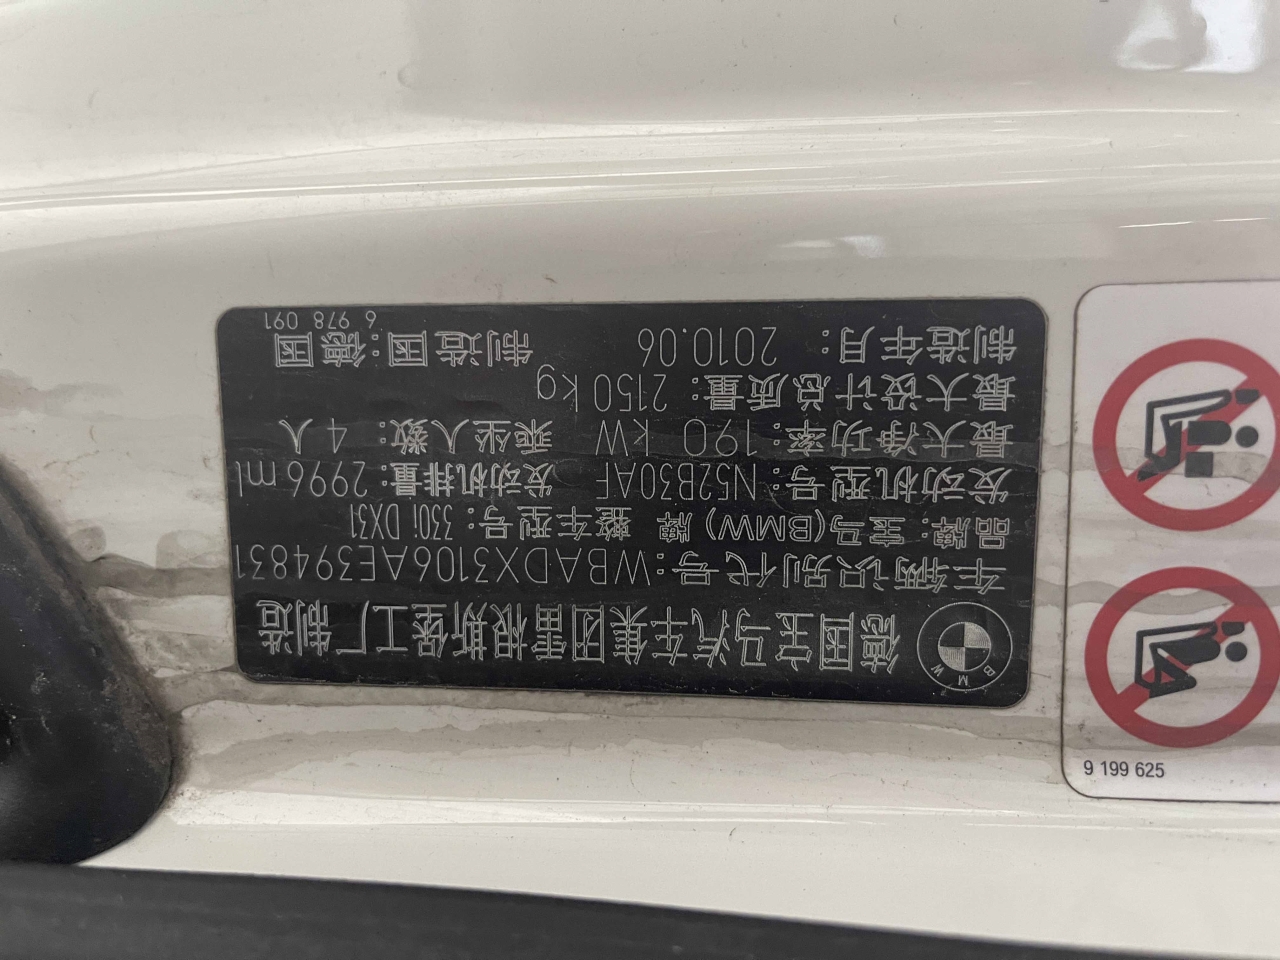 BMW
德国宝马汽车集团雷根斯堡工厂 制造
车辆识别代号：WBADX3106AE394831
品牌：宝马(BMW) 牌 整车型号：330i DX31
发动机型号：N52B30AF 发动机排量：2996 ml
最大净功率：190 kW 乘坐人数：4 人
最大设计总质量：2150 kg
制造年月：2010.06 制造国：德国
6 978 091
9 199 625